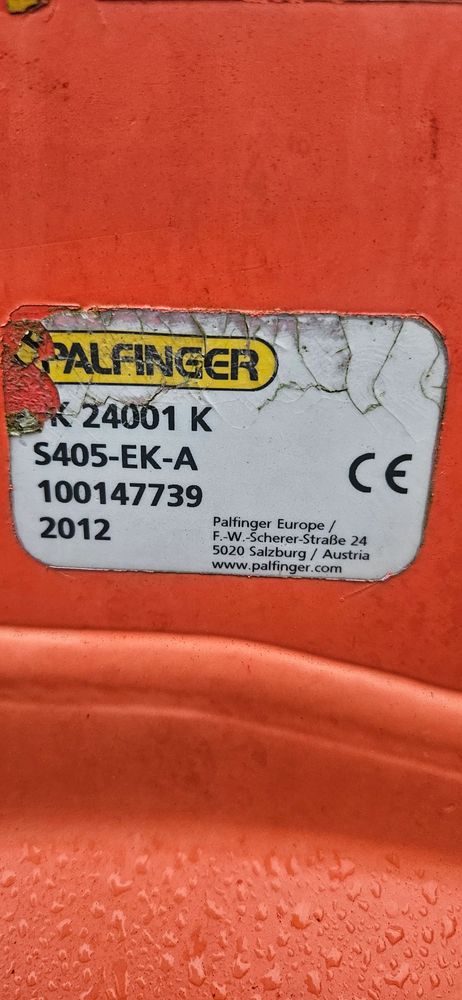 PALFINGER
K 24001 K
S405-EK-A
100147739
2012
CE
Palfinger Europe /
F.-W.-Scherer-Straße 24
5020 Salzburg / Austria
www.palfinger.com